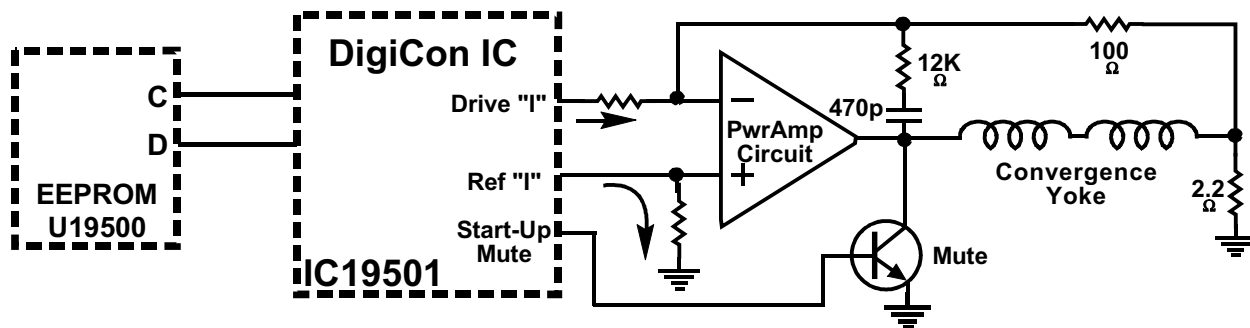 DigiCon IC
C
D
EEPROM
U19500
Drive "I"
Ref "I"
Start-Up
Mute
IC19501
PwrAmp
Circuit
12K
Ω
470p
100
Ω
Convergence
Yoke
2.2
Ω
Mute